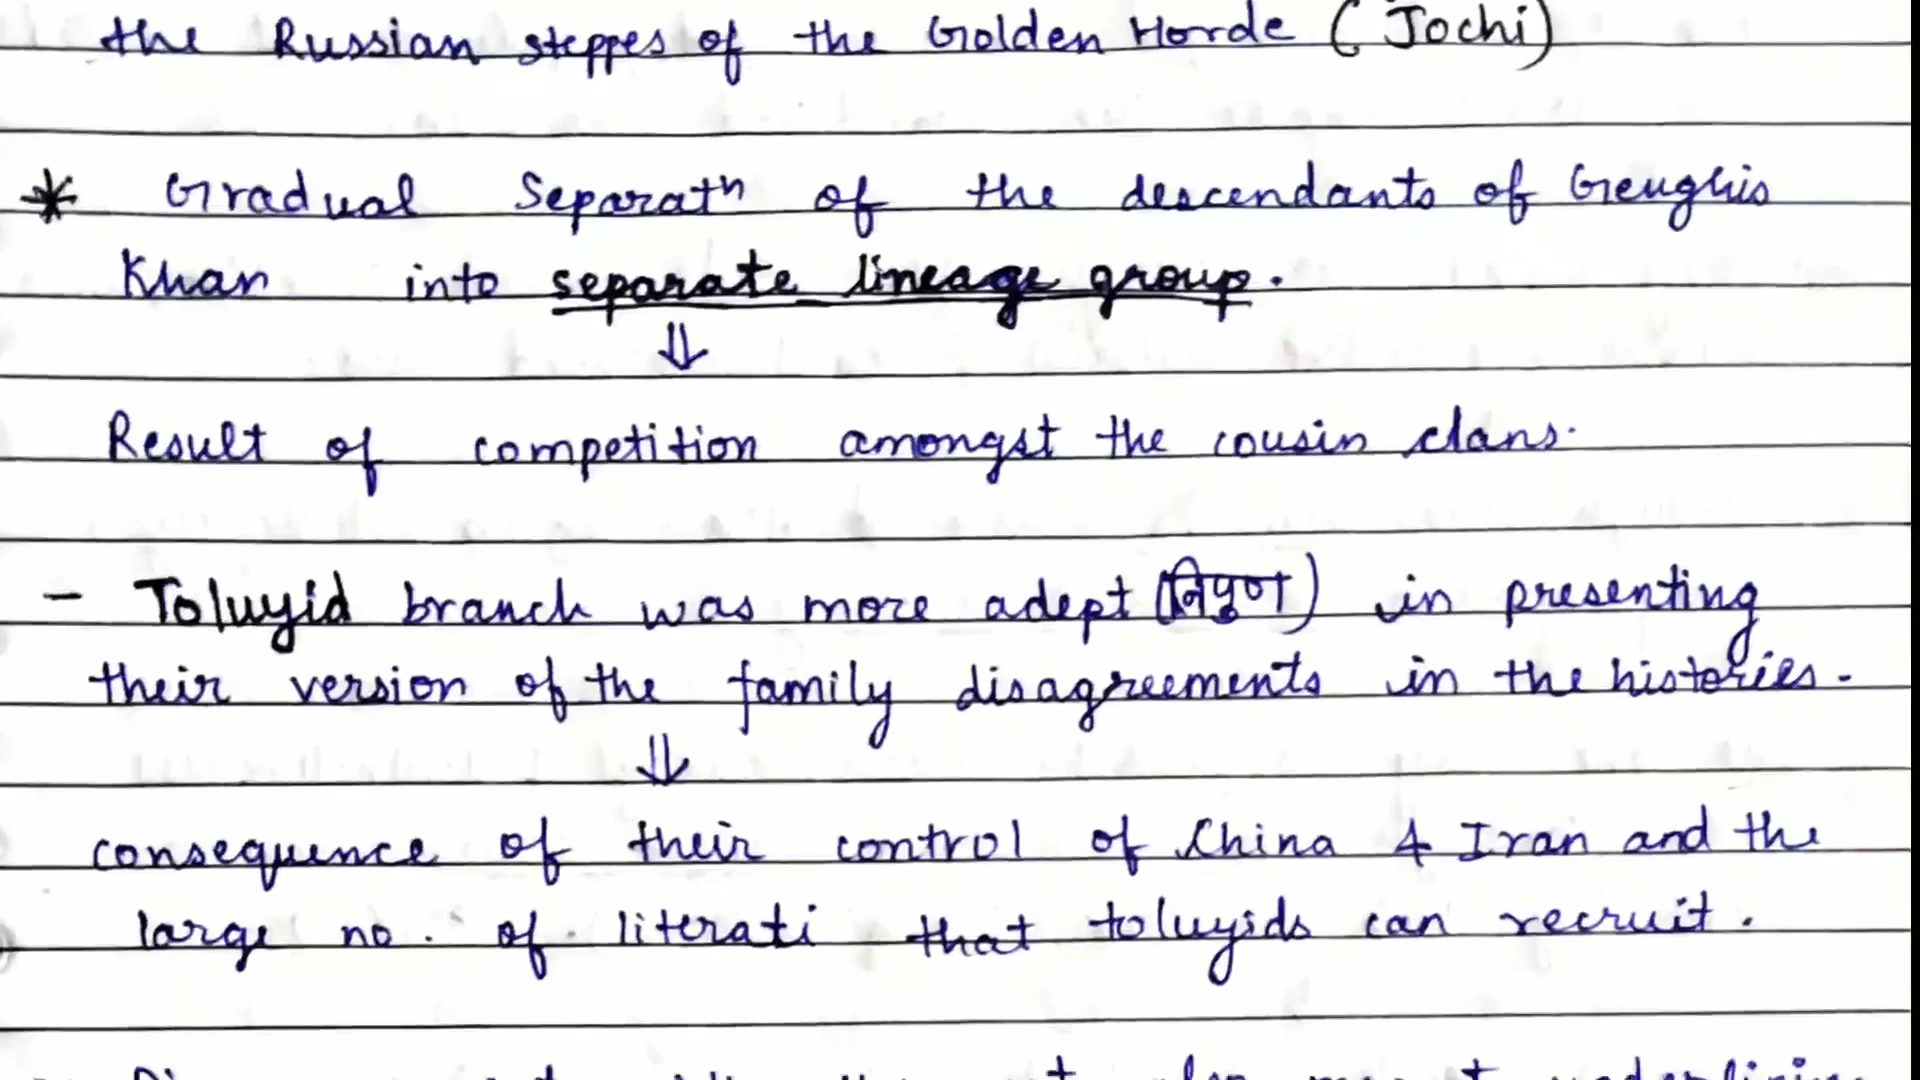 the Russian steppes of the Golden Horde (Jochi)
* Gradual Separatⁿ of the descendants of Genghis
Khan into separate lineage group.
⇓
Result of competition amongst the cousin clans.
- Toluyid branch was more adept (निपुण) in presenting
their version of the family disagreements in the histories.
⇓
consequence of their control of China & Iran and the
large no. of literati that toluyids can recruit.